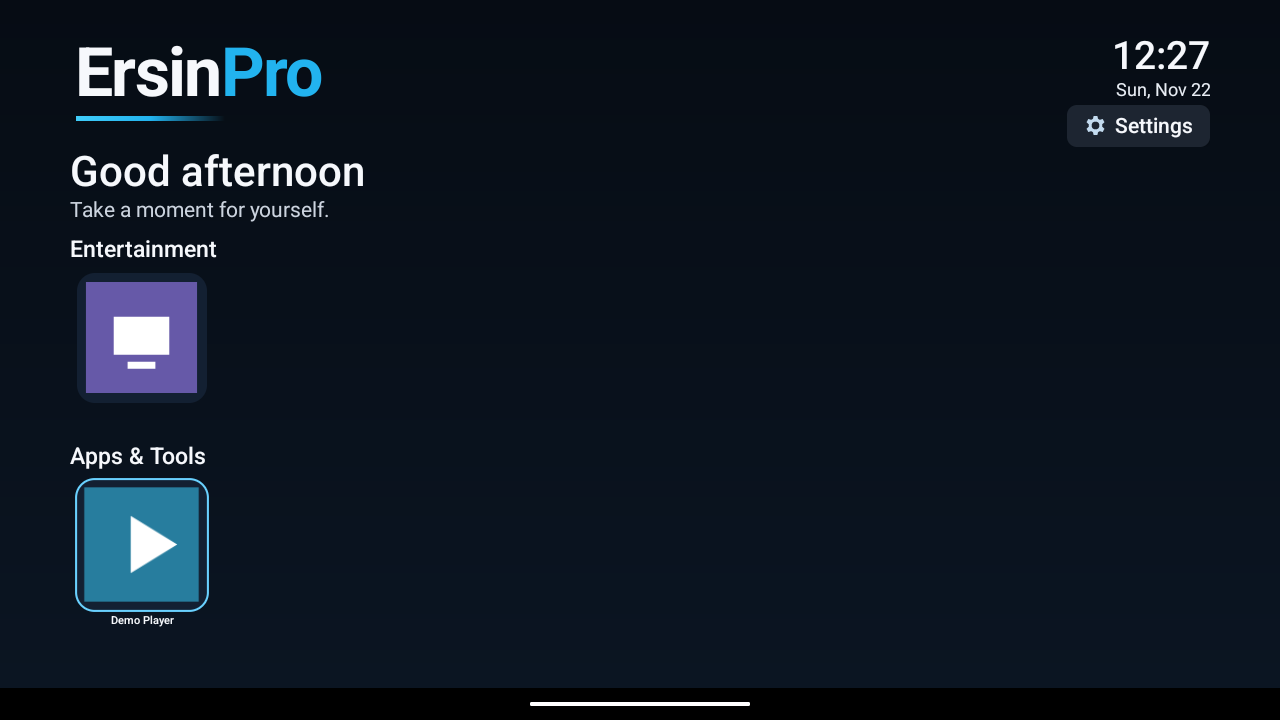 ErsinPro
12:27
Sun, Nov 22
Settings
Good afternoon
Take a moment for yourself.
Entertainment
Apps & Tools
Demo Player